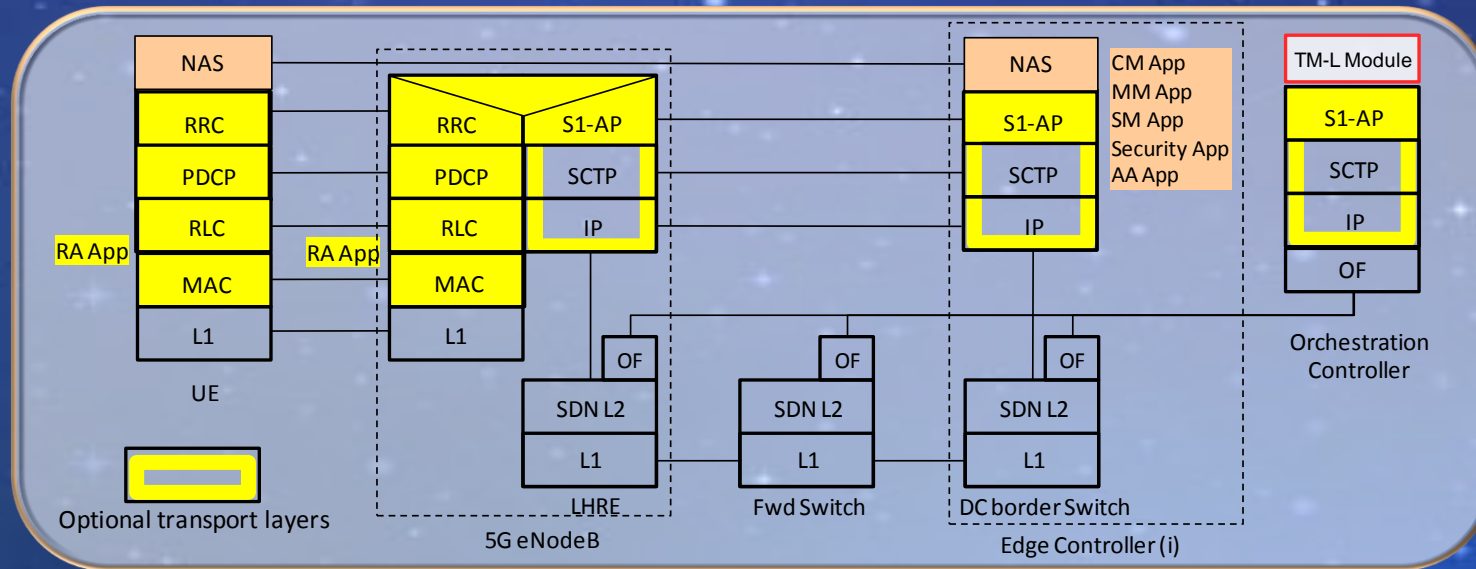 NAS
RRC
PDCP
RLC
MAC
L1
RA App
UE
Optional transport layers
RRC
PDCP
RLC
MAC
L1
RA App
S1-AP
SCTP
IP
OF
SDN L2
L1
LHRE
5G eNodeB
OF
SDN L2
L1
Fwd Switch
NAS
S1-AP
SCTP
IP
CM App
MM App
SM App
Security App
AA App
OF
SDN L2
L1
DC border Switch
Edge Controller (i)
TM-L Module
S1-AP
SCTP
IP
OF
Orchestration
Controller